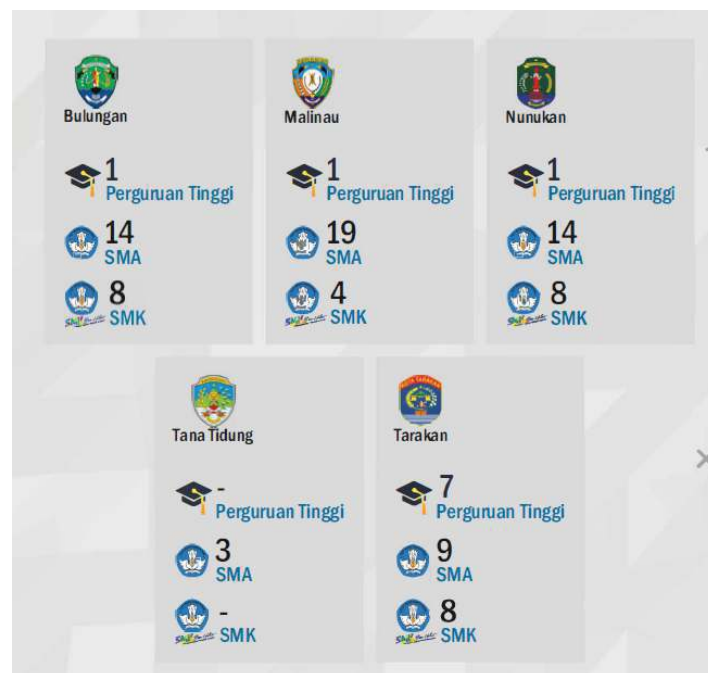 Bulungan
1
Perguruan Tinggi
14
SMA
8
SMK
Malinau
1
Perguruan Tinggi
19
SMA
4
SMK
Nunukan
1
Perguruan Tinggi
14
SMA
8
SMK
Tana Tidung
-
Perguruan Tinggi
3
SMA
-
SMK
Tarakan
7
Perguruan Tinggi
9
SMA
8
SMK